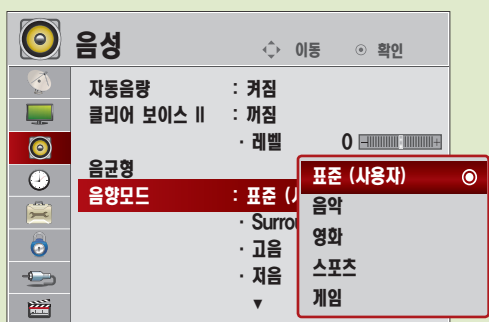 음성
이동 확인
자동음량 : 켜짐
클리어 보이스 II : 꺼짐
· 레벨 0
음균형
음향모드 : 표준
· 고음
· 저음
표준 (사용자)
음악
영화
스포츠
게임